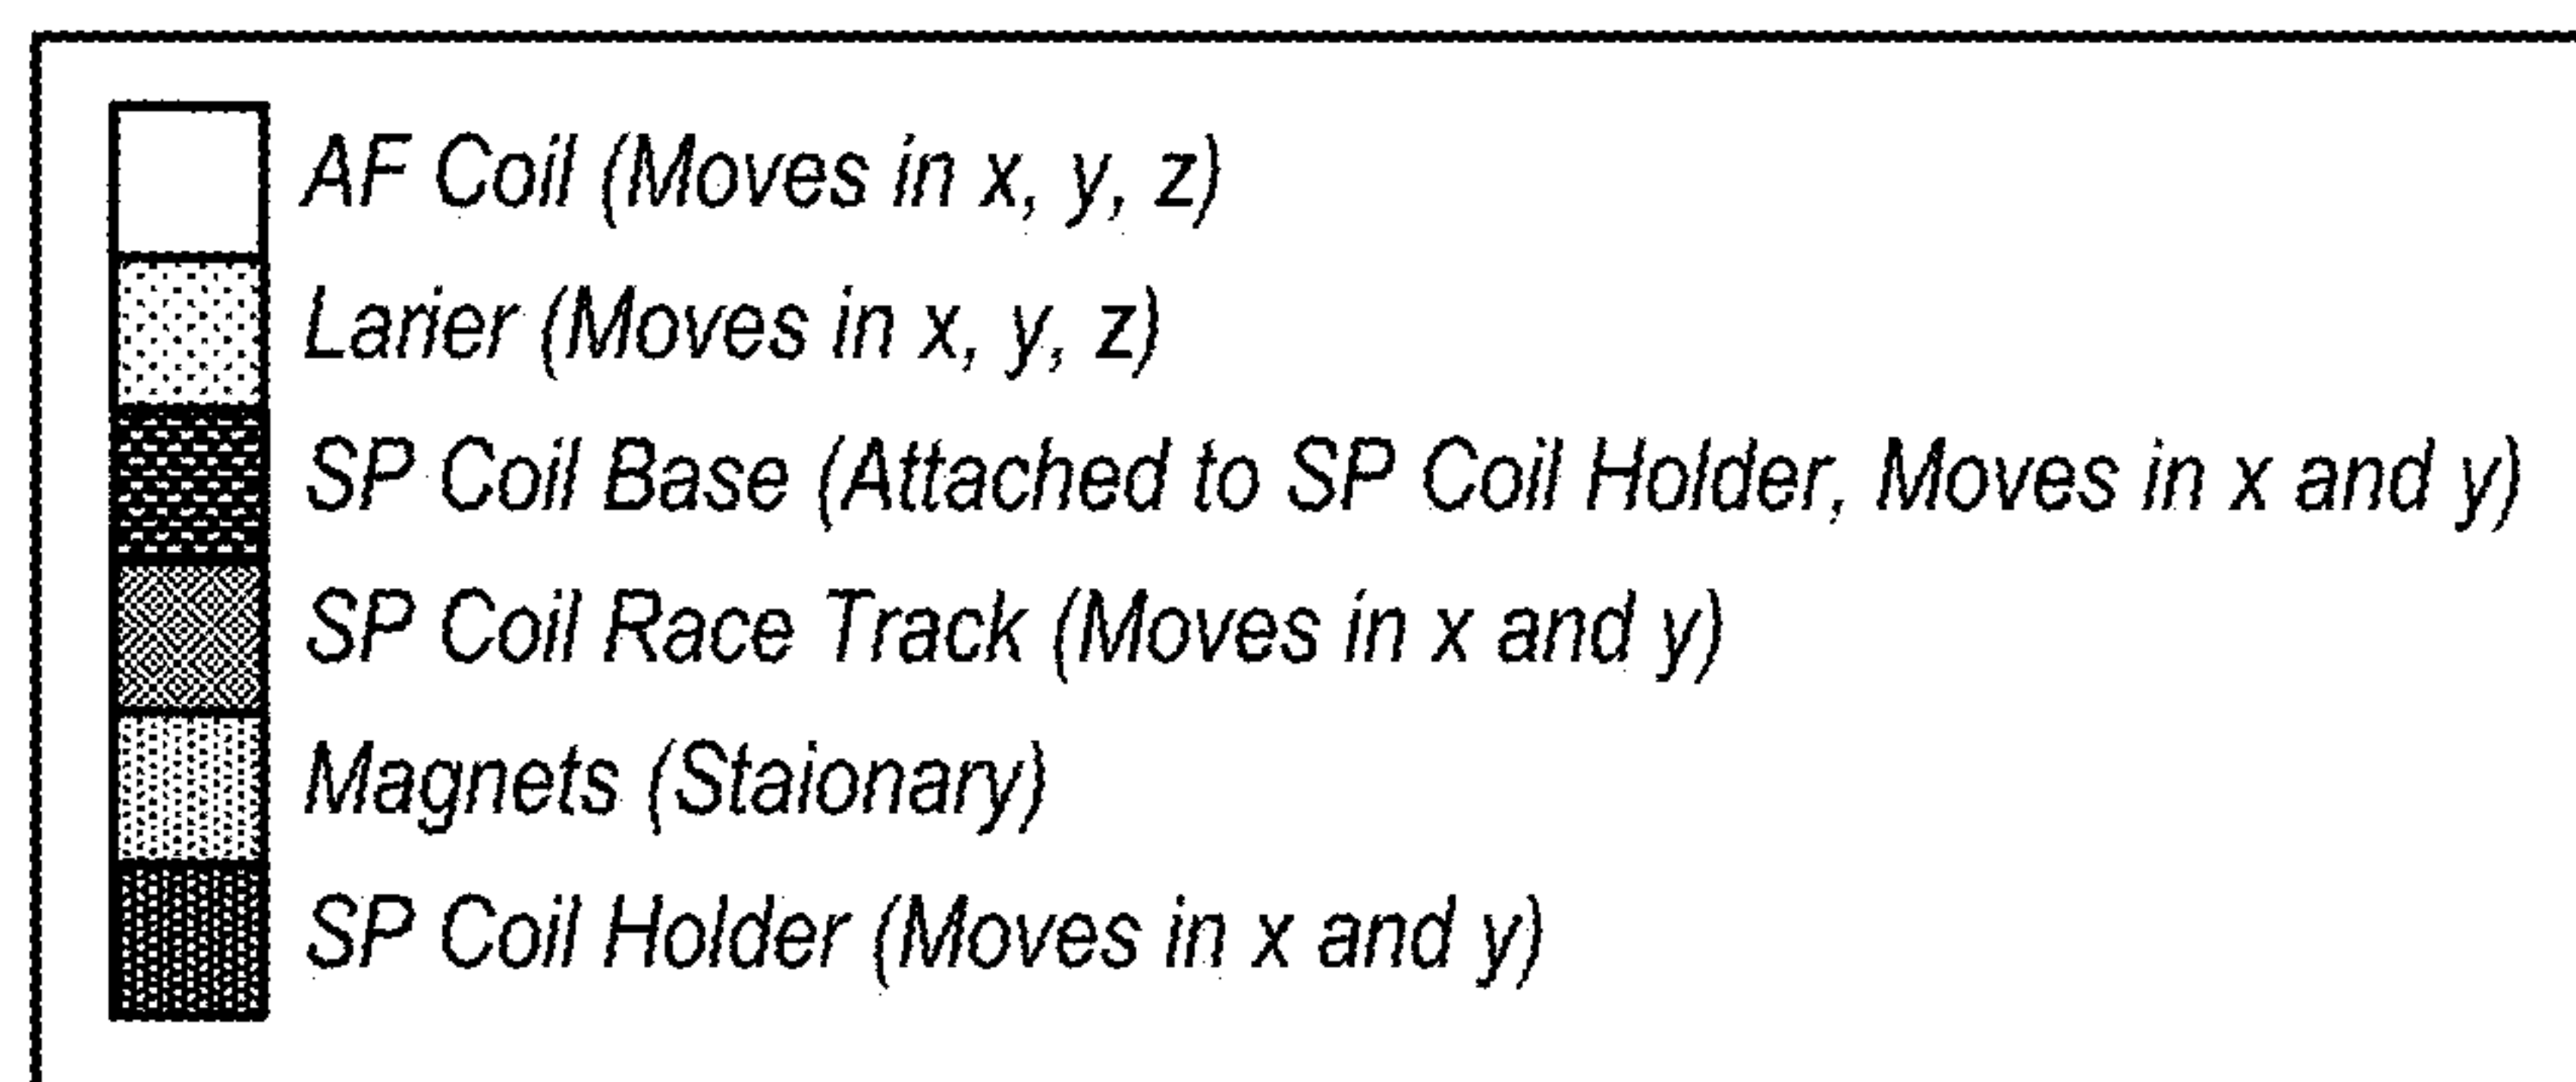 AF Coil (Moves in x, y, z)
Larier (Moves in x, y, z)
SP Coil Base (Attached to SP Coil Holder, Moves in x and y)
SP Coil Race Track (Moves in x and y)
Magnets (Staionary)
SP Coil Holder (Moves in x and y)